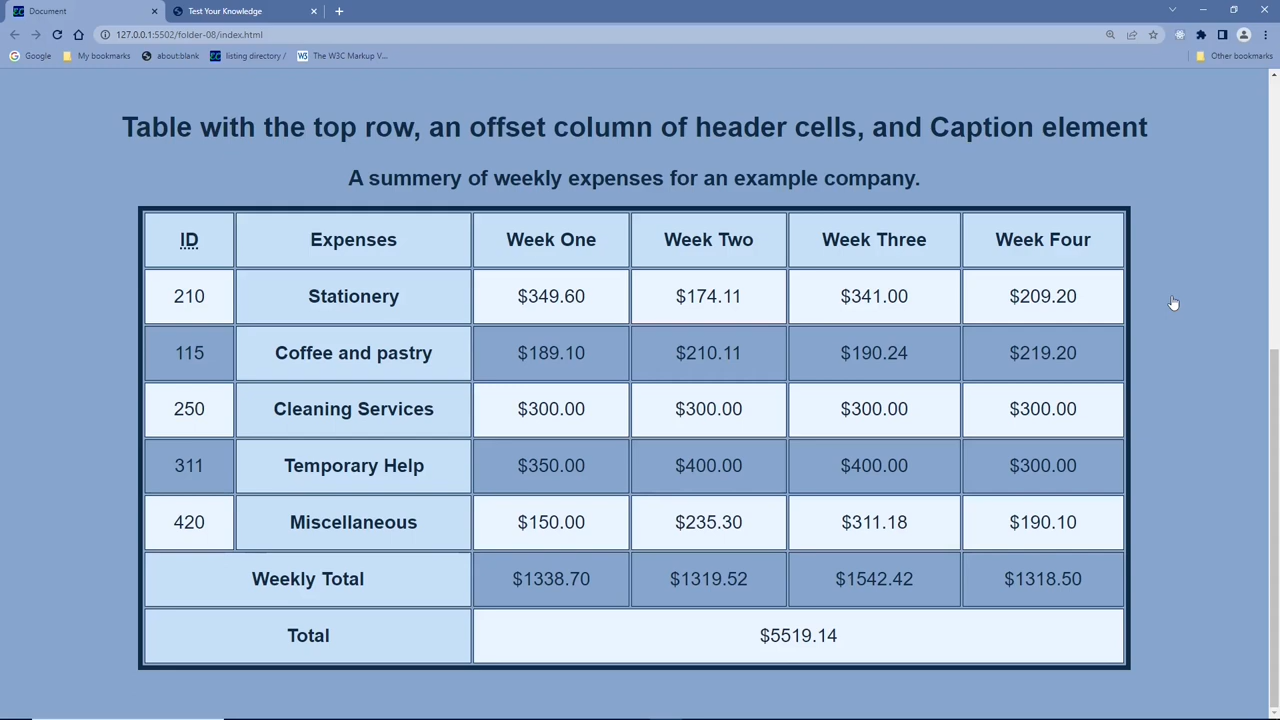 Document
Test Your Knowledge
127.0.0.1:5502/folder-08/index.html
Google My bookmarks about:blank listing directory / The W3C Markup V... Other bookmarks
Table with the top row, an offset column of header cells, and Caption element
A summery of weekly expenses for an example company.
ID Expenses Week One Week Two Week Three Week Four
210 Stationery $349.60 $174.11 $341.00 $209.20
115 Coffee and pastry $189.10 $210.11 $190.24 $219.20
250 Cleaning Services $300.00 $300.00 $300.00 $300.00
311 Temporary Help $350.00 $400.00 $400.00 $300.00
420 Miscellaneous $150.00 $235.30 $311.18 $190.10
Weekly Total $1338.70 $1319.52 $1542.42 $1318.50
Total $5519.14